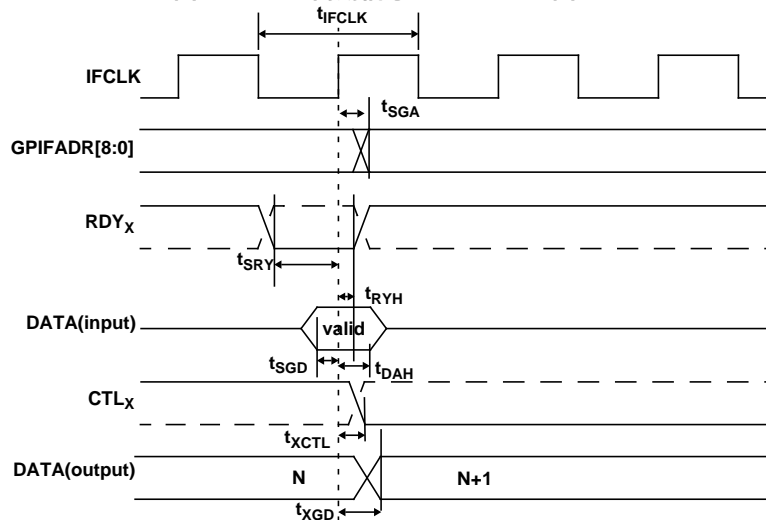 tIFCLK
IFCLK
tSGA
GPIFADR[8:0]
RDYX
tSRY
tRYH
DATA(input)
valid
tSGD
tDAH
CTLX
tXCTL
DATA(output)
N
N+1
tXGD